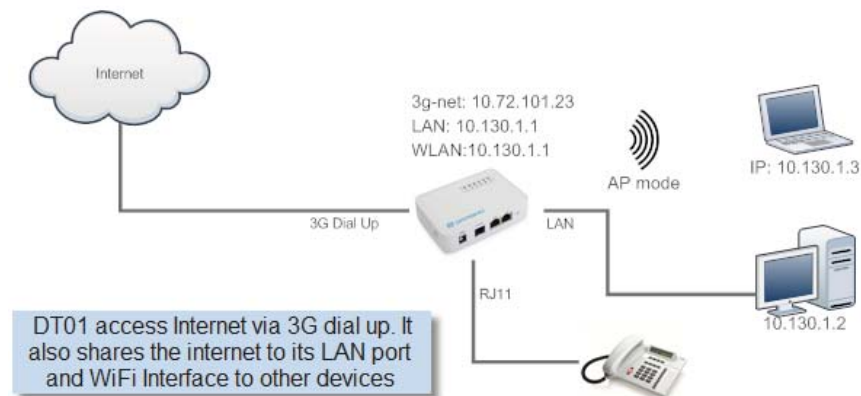 Internet
3g-net: 10.72.101.23
LAN: 10.130.1.1
WLAN:10.130.1.1
AP mode
IP: 10.130.1.3
3G Dial Up
LAN
RJ11
10.130.1.2
DT01 access Internet via 3G dial up. It
also shares the internet to its LAN port
and WiFi Interface to other devices